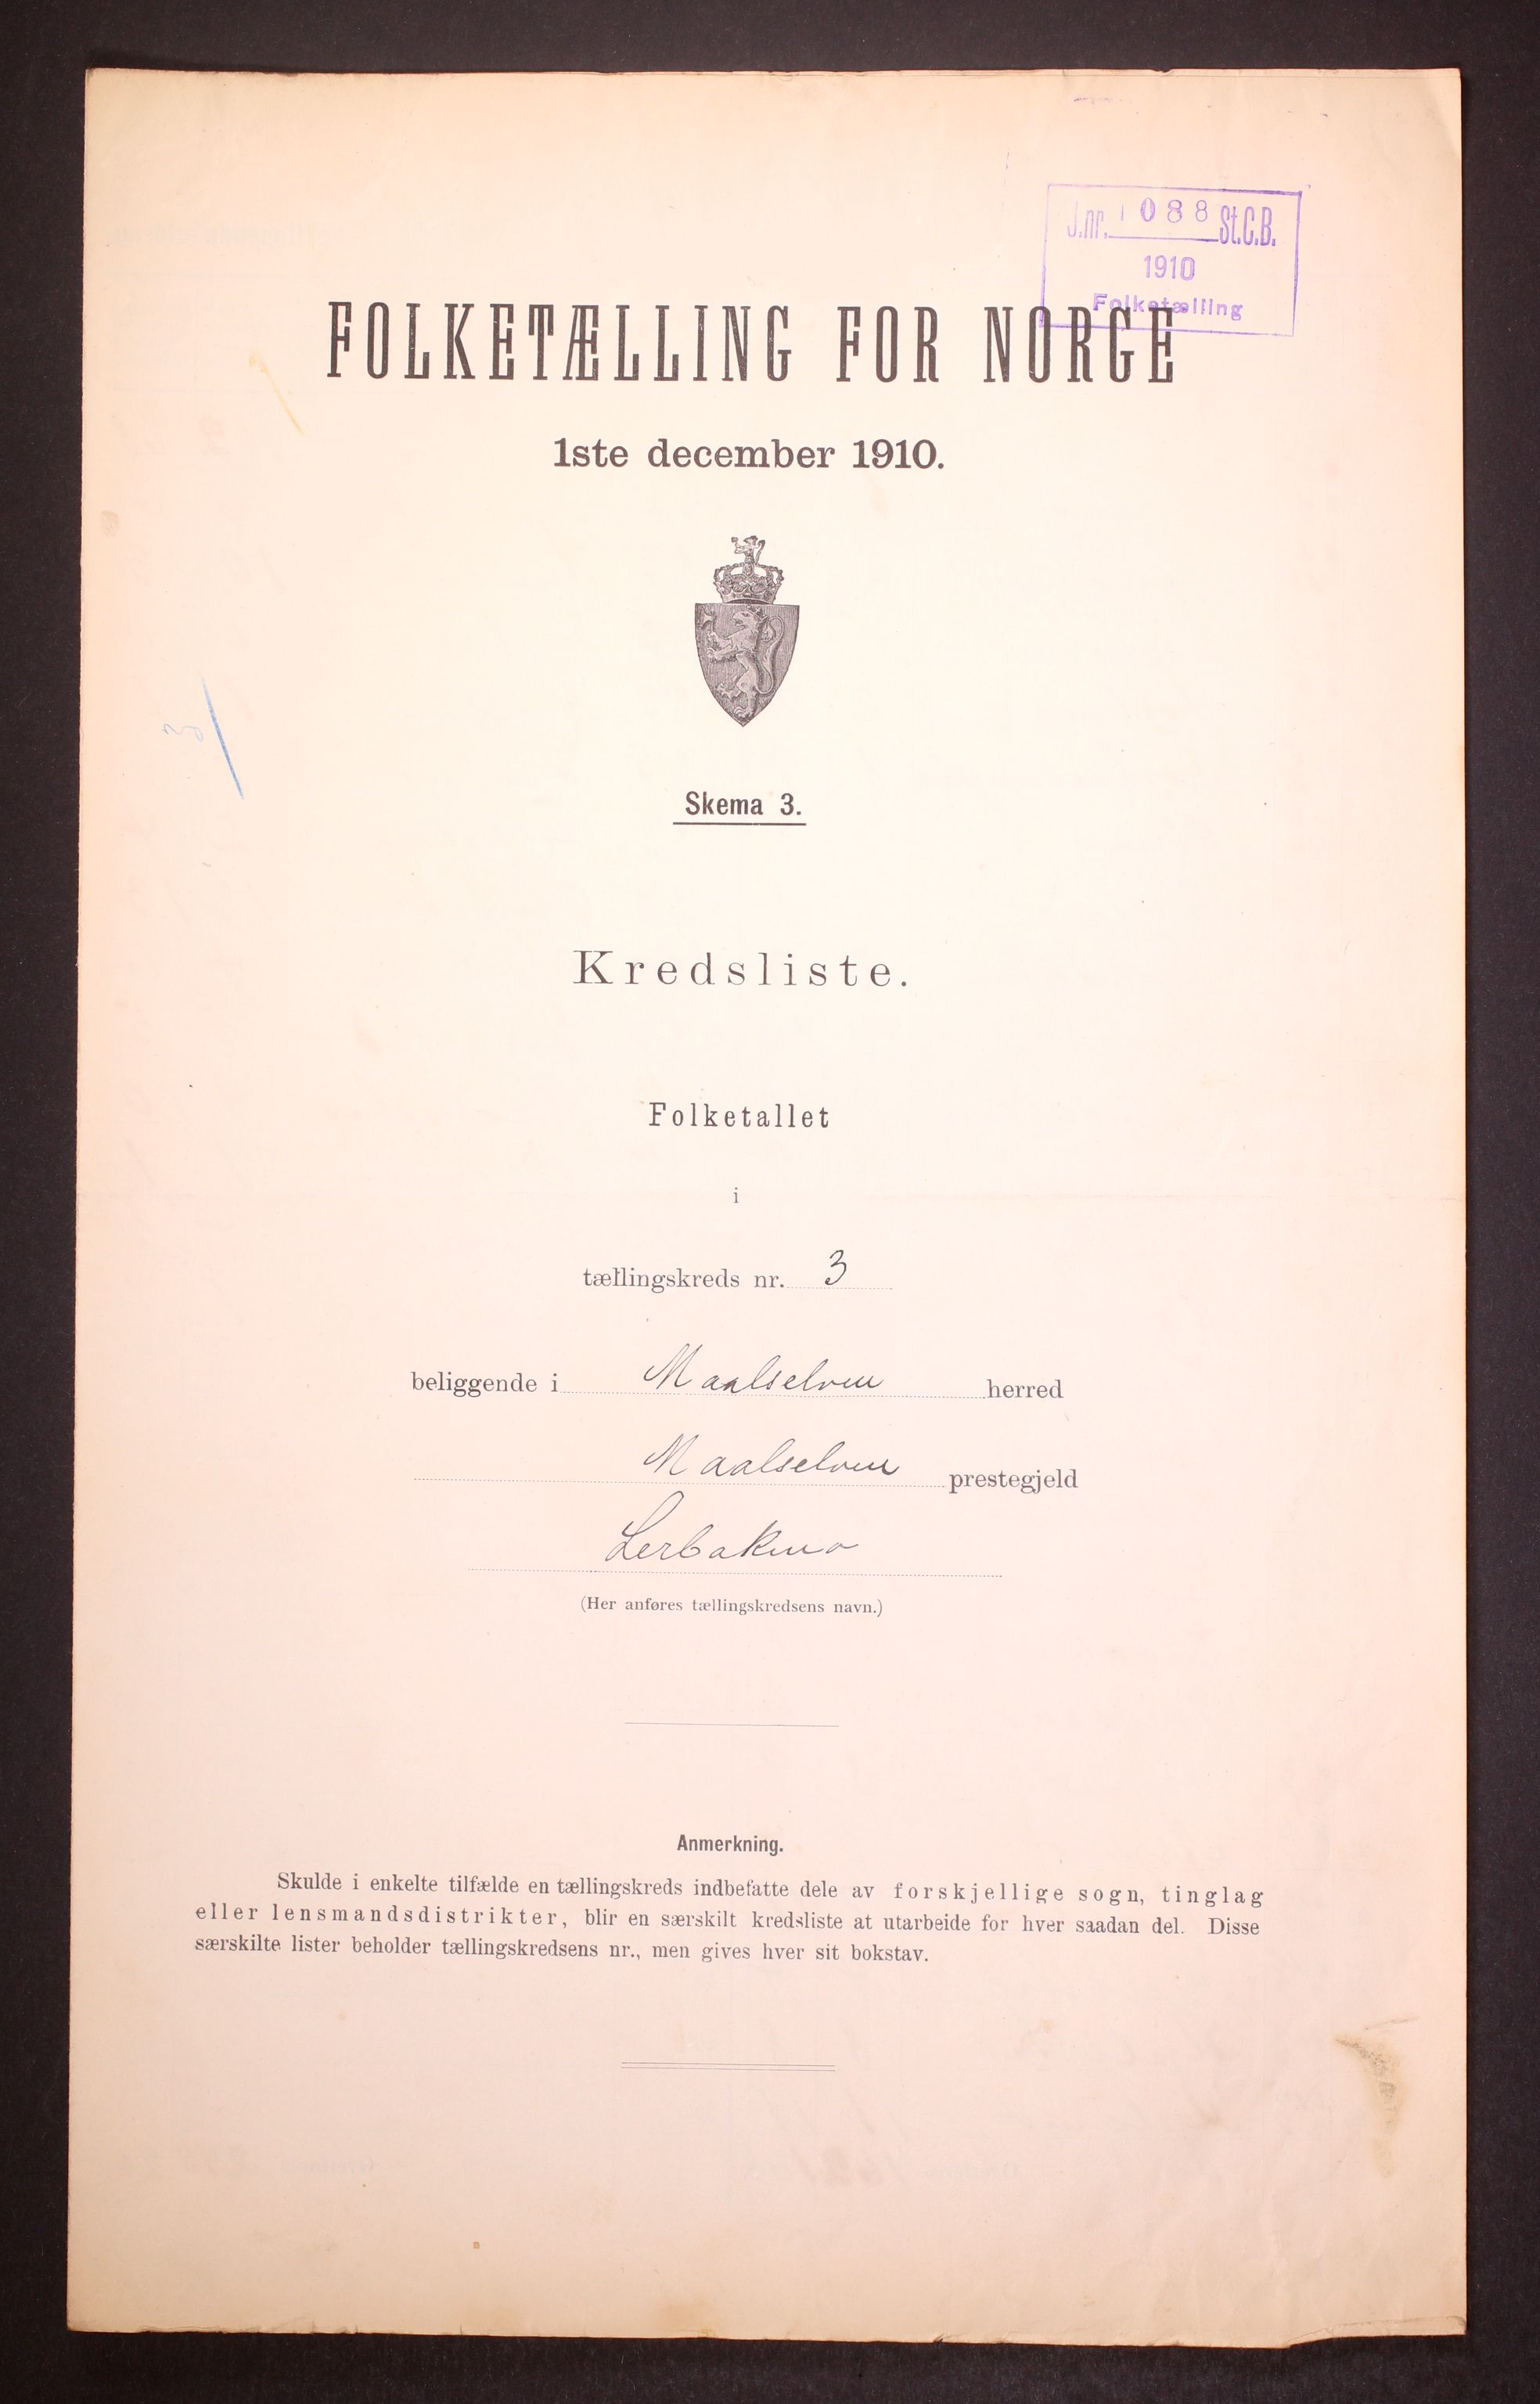 J.nr. 1088 St.C.B.
1910
Folketælling
FOLKETÆLLING FOR NORGE
1ste december 1910.
Skema 3.
Kredsliste.
Folketallet
i
tællingskreds nr. 3
beliggende i Maalselven herred
Maalselven prestegjeld
Lerbakmo
(Her anføres tællingskredsens navn.)
Anmerkning.
Skulde i enkelte tilfælde en tællingskreds indbefatte dele av forskjellige sogn, tinglag
eller lensmandsdistrikter, blir en særskilt kredsliste at utarbeide for hver saadan del. Disse
særskilte lister beholder tællingskredsens nr., men gives hver sit bokstav.